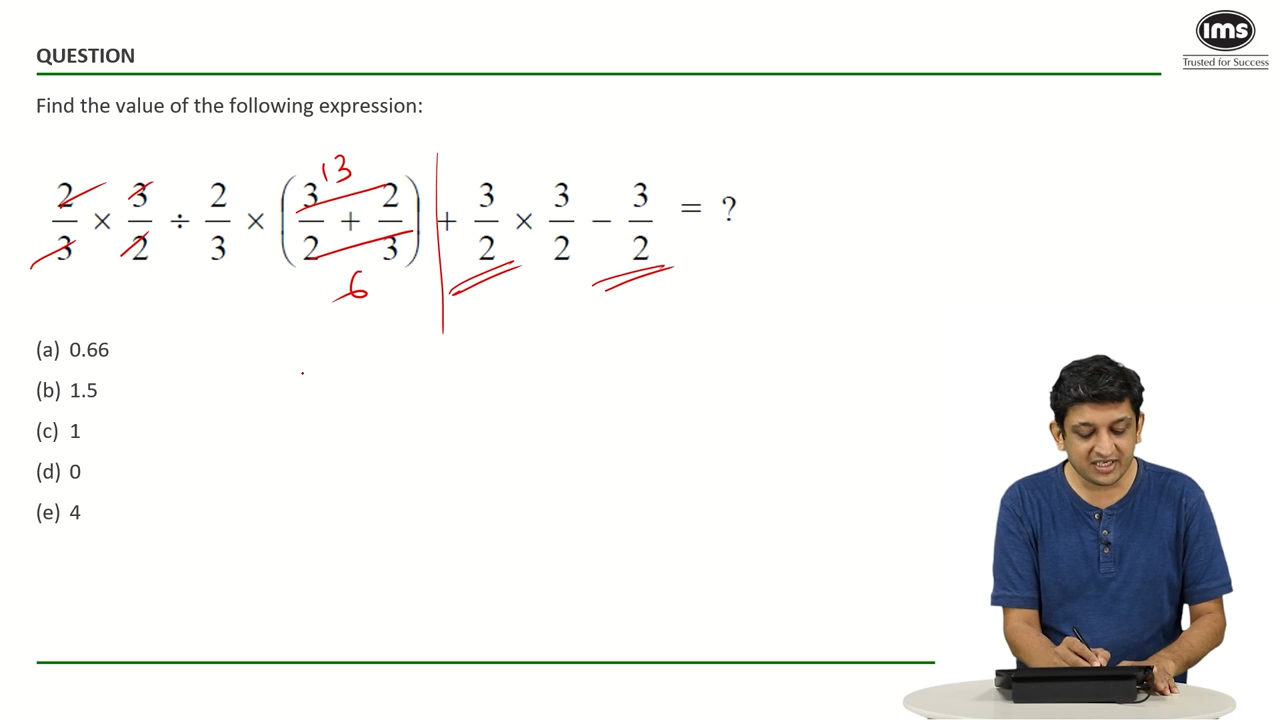 ims
Trusted for Success
QUESTION
Find the value of the following expression:
13
2/3 × 3/2 ÷ 2/3 × (3/2 + 2/3) + 3/2 × 3/2 − 3/2 = ?
6
(a) 0.66
(b) 1.5
(c) 1
(d) 0
(e) 4